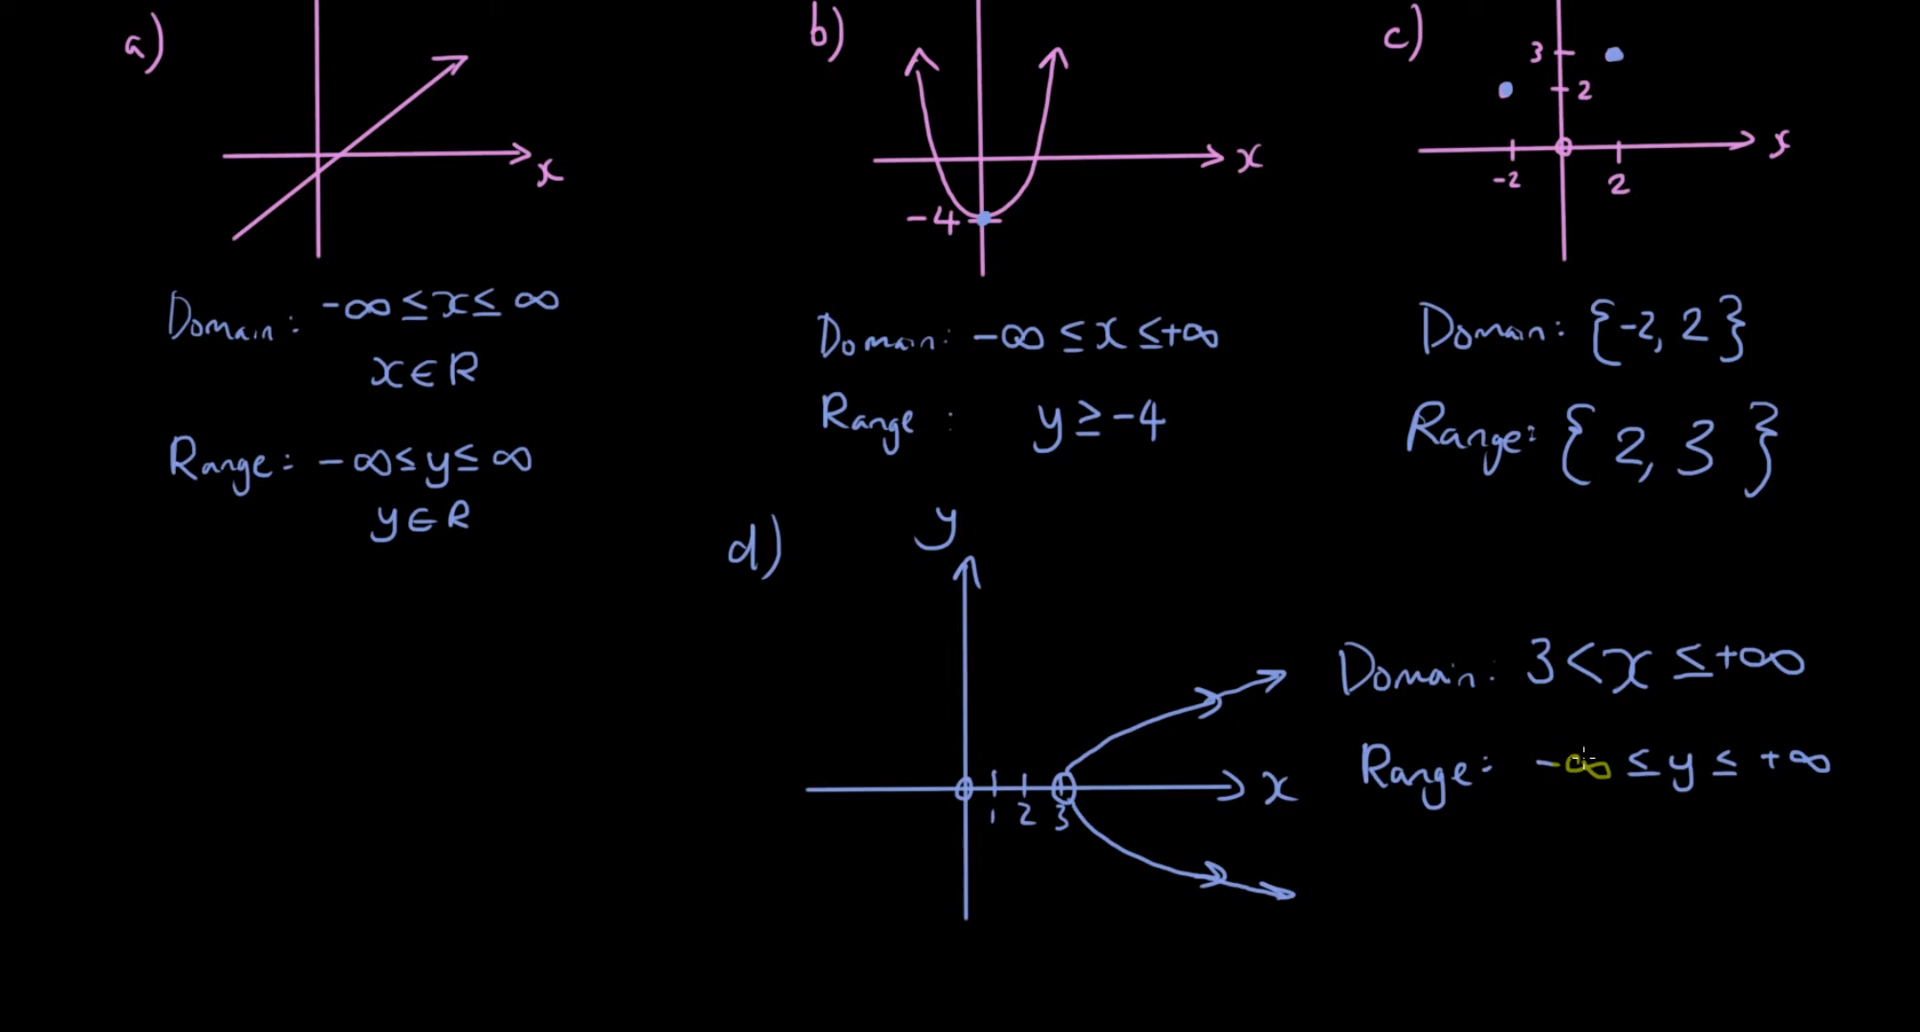 a)
x
Domain: -∞ ≤ x ≤ ∞
x ∈ R
Range: -∞ ≤ y ≤ ∞
y ∈ R
b)
x
-4
Domain: -∞ ≤ x ≤ +∞
Range: y ≥ -4
c)
3
2
x
-2 2
Domain: {-2, 2}
Range: {2, 3}
d)
y
x
1 2 3
Domain: 3 < x ≤ +∞
Range: -∞ ≤ y ≤ +∞